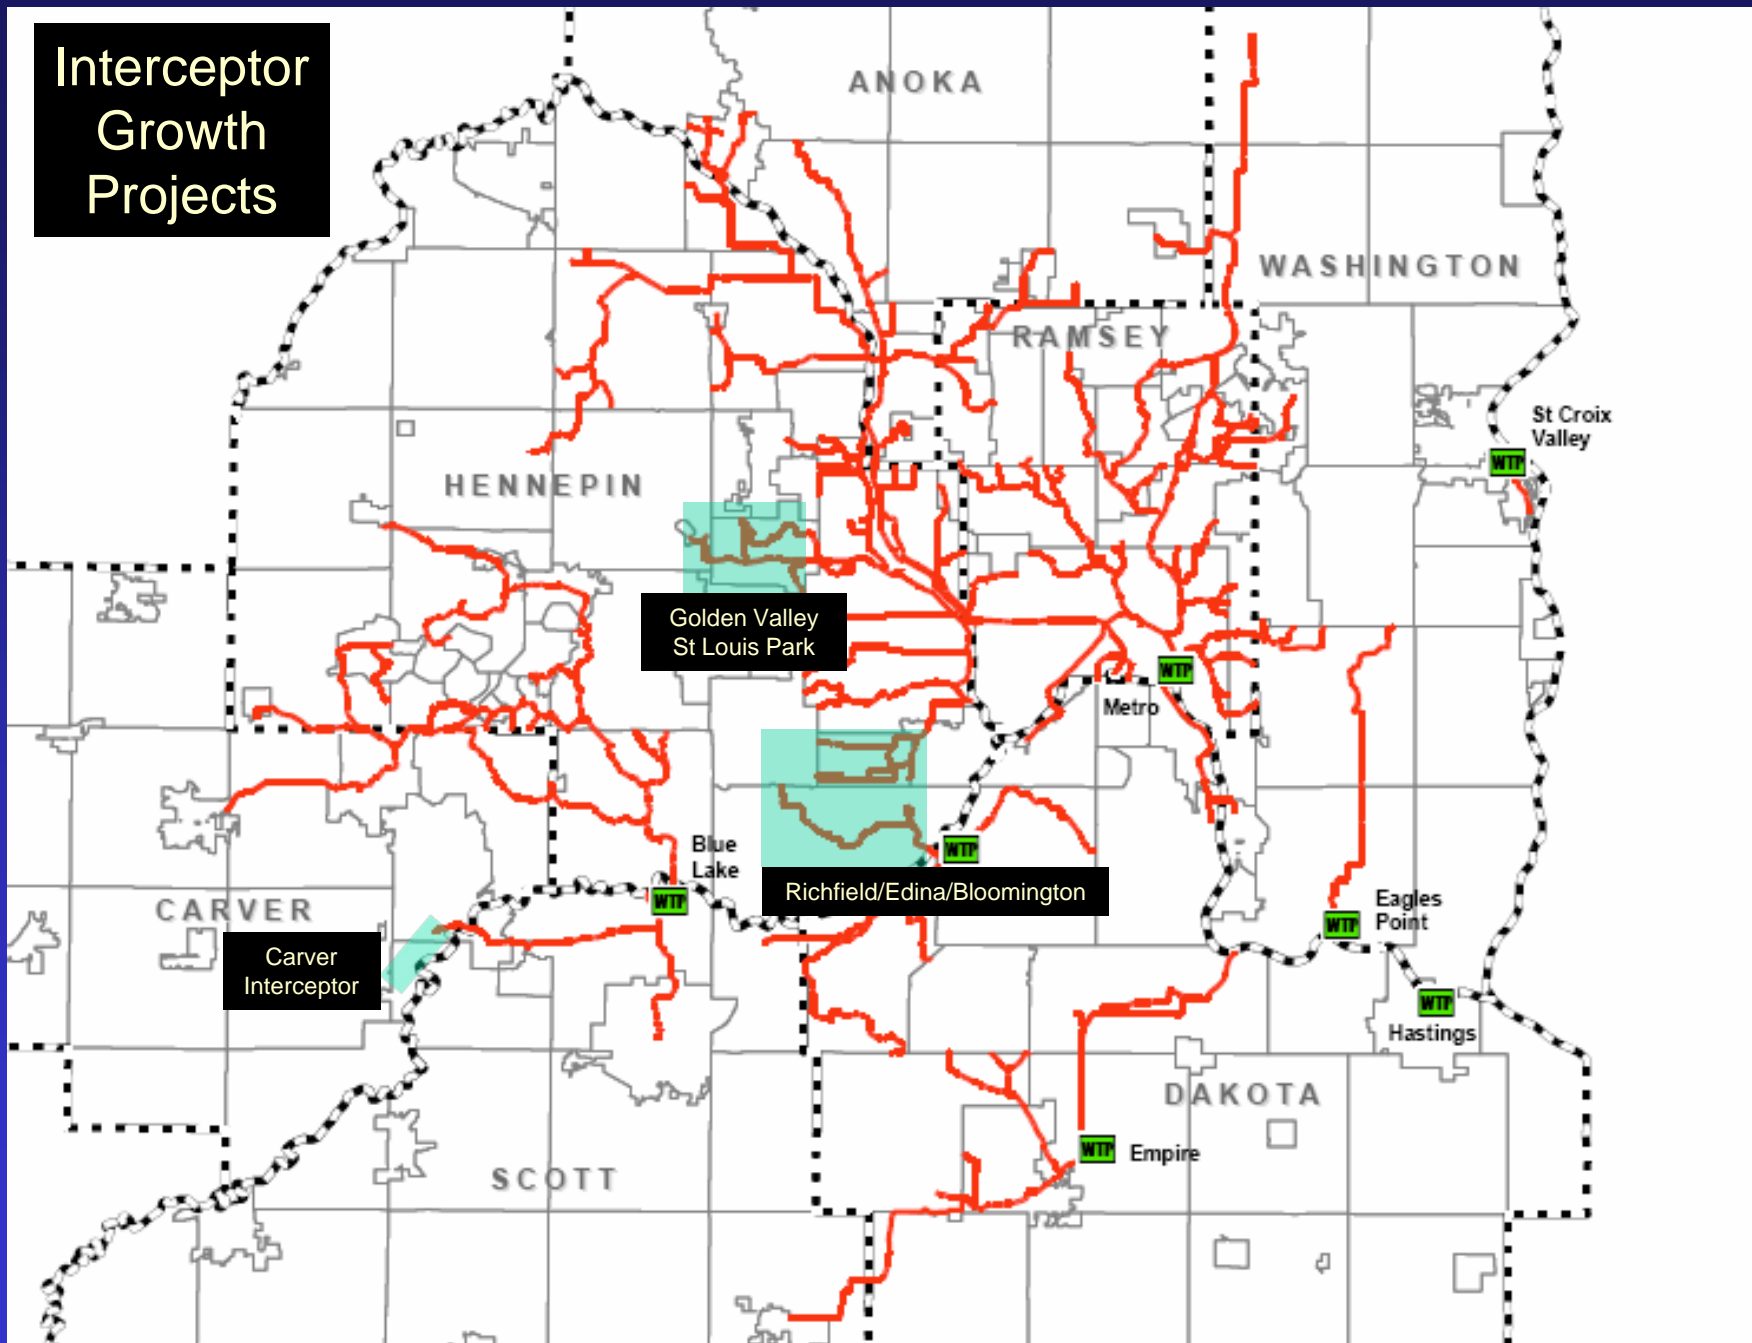 Interceptor
Growth
Projects
ANOKA
WASHINGTON
RAMSEY
St Croix
Valley
WTP
HENNEPIN
Golden Valley
St Louis Park
WTP
Metro
Blue
Lake
WTP
WTP
Richfield/Edina/Bloomington
Eagles
Point
WTP
CARVER
Carver
Interceptor
WTP
Hastings
DAKOTA
WTP
Empire
SCOTT